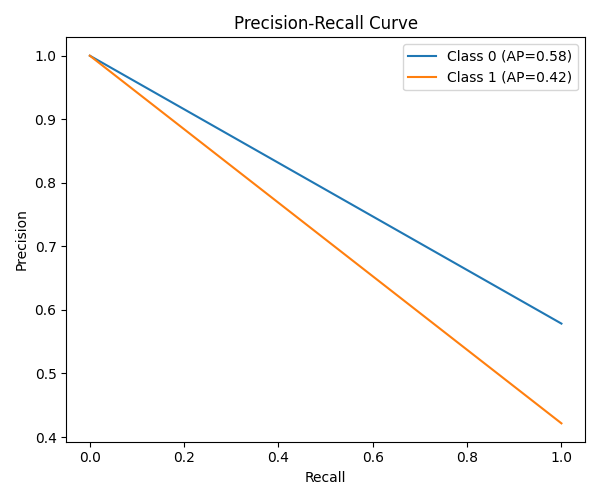 Precision-Recall Curve
Class 0 (AP=0.58)
Class 1 (AP=0.42)
1.0
0.9
0.8
0.7
0.6
0.5
0.4
Precision
0.0 0.2 0.4 0.6 0.8 1.0
Recall